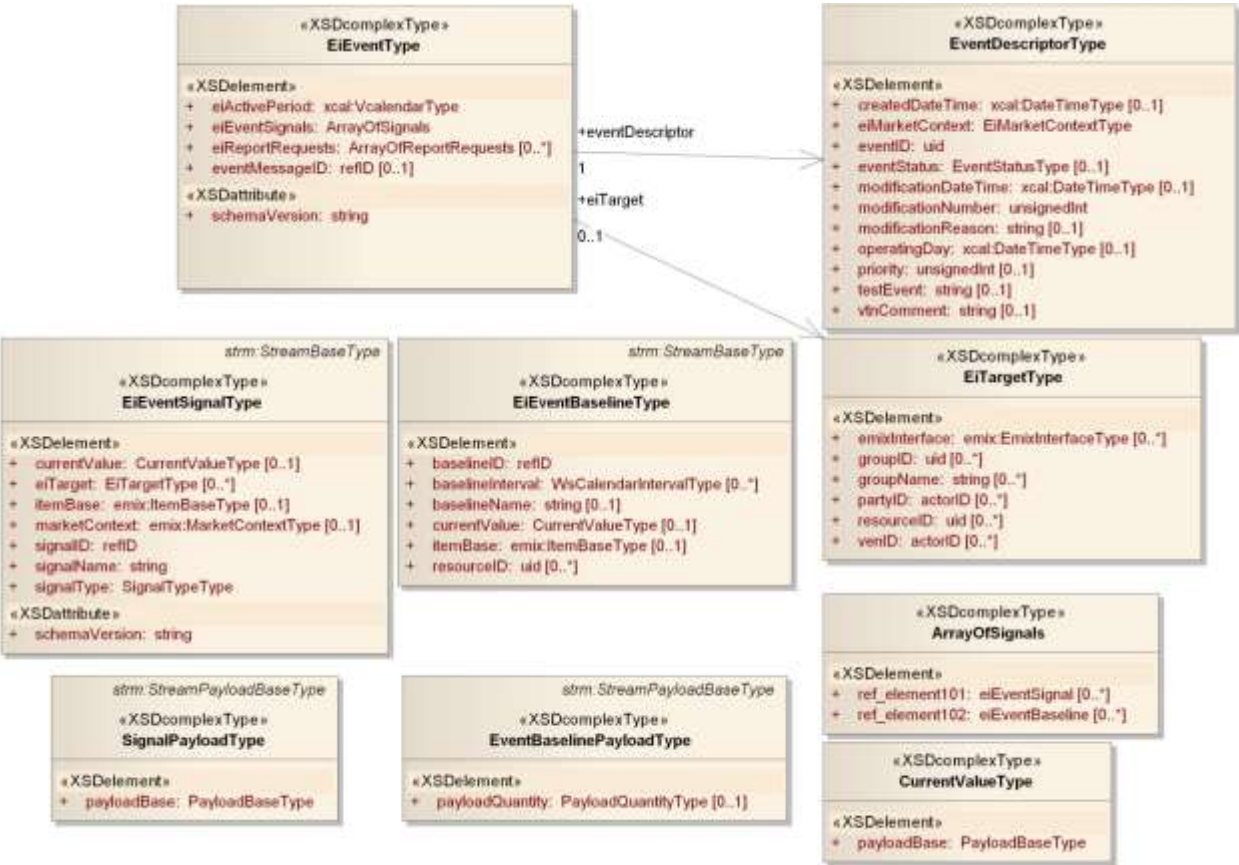 «XSDcomplexType»
EiEventType
«XSDelement»
+ eiActivePeriod: xcal:VcalendarType
+ eiEventSignals: ArrayOfSignals
+ eiReportRequests: ArrayOfReportRequests [0..*]
+ eventMessageID: refID [0..1]
«XSDattribute»
+ schemaVersion: string
+eventDescriptor
1
+eiTarget
0..1
«XSDcomplexType»
EventDescriptorType
«XSDelement»
+ createdDateTime: xcal:DateTimeType [0..1]
+ eiMarketContext: EiMarketContextType
+ eventID: uid
+ eventStatus: EventStatusType [0..1]
+ modificationDateTime: xcal:DateTimeType [0..1]
+ modificationNumber: unsignedInt
+ modificationReason: string [0..1]
+ operatingDay: xcal:DateTimeType [0..1]
+ priority: unsignedInt [0..1]
+ testEvent: string [0..1]
+ vtnComment: string [0..1]
strm:StreamBaseType
«XSDcomplexType»
EiEventSignalType
«XSDelement»
+ currentValue: CurrentValueType [0..1]
+ eiTarget: EiTargetType [0..*]
+ itemBase: emix:ItemBaseType [0..1]
+ marketContext: emix:MarketContextType [0..1]
+ signalID: refID
+ signalName: string
+ signalType: SignalTypeType
«XSDattribute»
+ schemaVersion: string
strm:StreamBaseType
«XSDcomplexType»
EiEventBaselineType
«XSDelement»
+ baselineID: refID
+ baselineInterval: WsCalendarIntervalType [0..*]
+ baselineName: string [0..1]
+ currentValue: CurrentValueType [0..1]
+ itemBase: emix:ItemBaseType [0..1]
+ resourceID: uid [0..*]
«XSDcomplexType»
EiTargetType
«XSDelement»
+ emixInterface: emix:EmixInterfaceType [0..*]
+ groupID: uid [0..*]
+ groupName: string [0..*]
+ partyID: actorID [0..*]
+ resourceID: uid [0..*]
+ venID: actorID [0..*]
«XSDcomplexType»
ArrayOfSignals
«XSDelement»
+ ref_element101: eiEventSignal [0..*]
+ ref_element102: eiEventBaseline [0..*]
strm:StreamPayloadBaseType
«XSDcomplexType»
SignalPayloadType
«XSDelement»
+ payloadBase: PayloadBaseType
strm:StreamPayloadBaseType
«XSDcomplexType»
EventBaselinePayloadType
«XSDelement»
+ payloadQuantity: PayloadQuantityType [0..1]
«XSDcomplexType»
CurrentValueType
«XSDelement»
+ payloadBase: PayloadBaseType